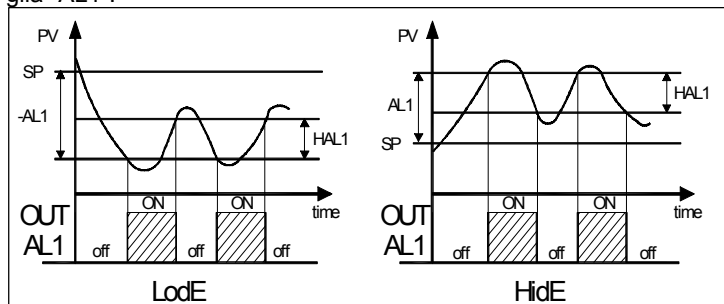 glia
PV
SP
-AL1
HAL1
ON
ON
time
OUT
AL1
off
off
off
LodE
PV
AL1
HAL1
SP
ON
ON
time
OUT
AL1
off
off
off
HidE